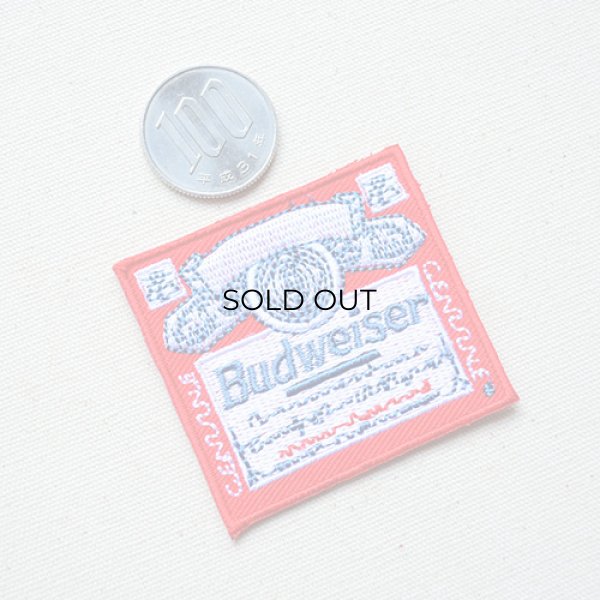 100
平成31年
SOLD OUT
Budweiser
GENUINE
GENUINE